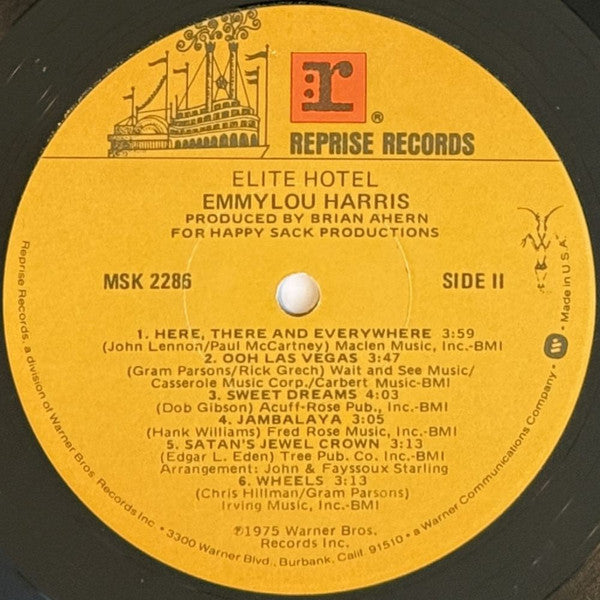 r
®
REPRISE RECORDS
ELITE HOTEL
EMMYLOU HARRIS
PRODUCED BY BRIAN AHERN
FOR HAPPY SACK PRODUCTIONS
MSK 2286
SIDE II
1. HERE, THERE AND EVERYWHERE 3:59
(John Lennon/Paul McCartney) Maclen Music, Inc.-BMI
2. OOH LAS VEGAS 3:47
(Gram Parsons/Rick Grech) Wait and See Music/
Casserole Music Corp./Carbert Music-BMI
3. SWEET DREAMS 4:03
(Dob Gibson) Acuff-Rose Pub., Inc.-BMI
4. JAMBALAYA 3:05
(Hank Williams) Fred Rose Music, Inc.-BMI
5. SATAN'S JEWEL CROWN 3:13
(Edgar L. Eden) Tree Pub. Co. Inc.-BMI
Arrangement: John & Fayssoux Starling
6. WHEELS 3:13
(Chris Hillman/Gram Parsons)
Irving Music, Inc.-BMI
℗1975 Warner Bros.
Records Inc.
Reprise Records, a division of Warner Bros. Records Inc. • 3300 Warner Blvd., Burbank, Calif. 91510 • a Warner Communications Company • W • Made in U.S.A.